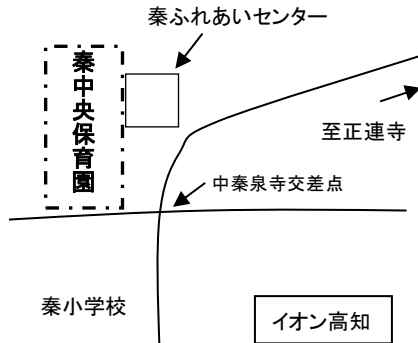 秦ふれあいセンター
秦中央保育園
至正連寺
中秦泉寺交差点
秦小学校
イオン高知